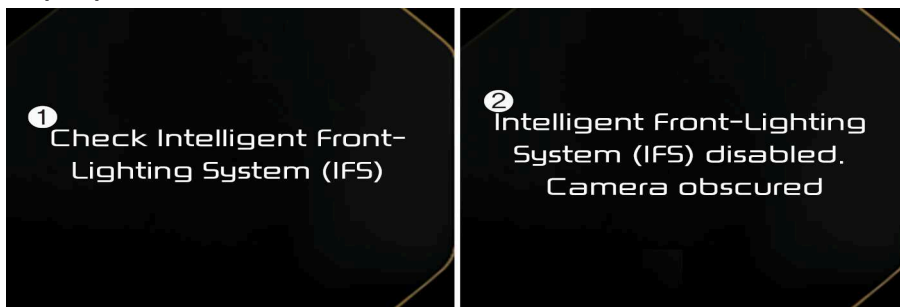 1
Check Intelligent Front-
Lighting System (IFS)
2
Intelligent Front-Lighting
System (IFS) disabled.
Camera obscured